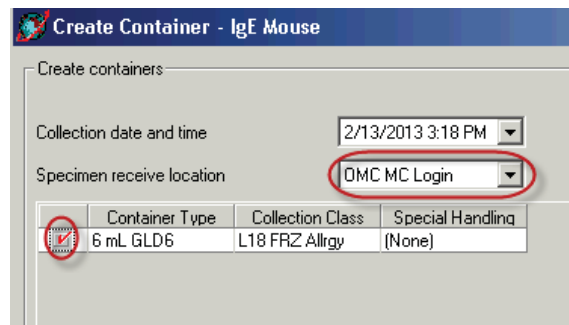 Create Container - IgE Mouse
Create containers
Collection date and time 2/13/2013 3:18 PM
Specimen receive location OMC MC Login
Container Type Collection Class Special Handling
6 mL GLD6 L18 FRZ Allrgy (None)